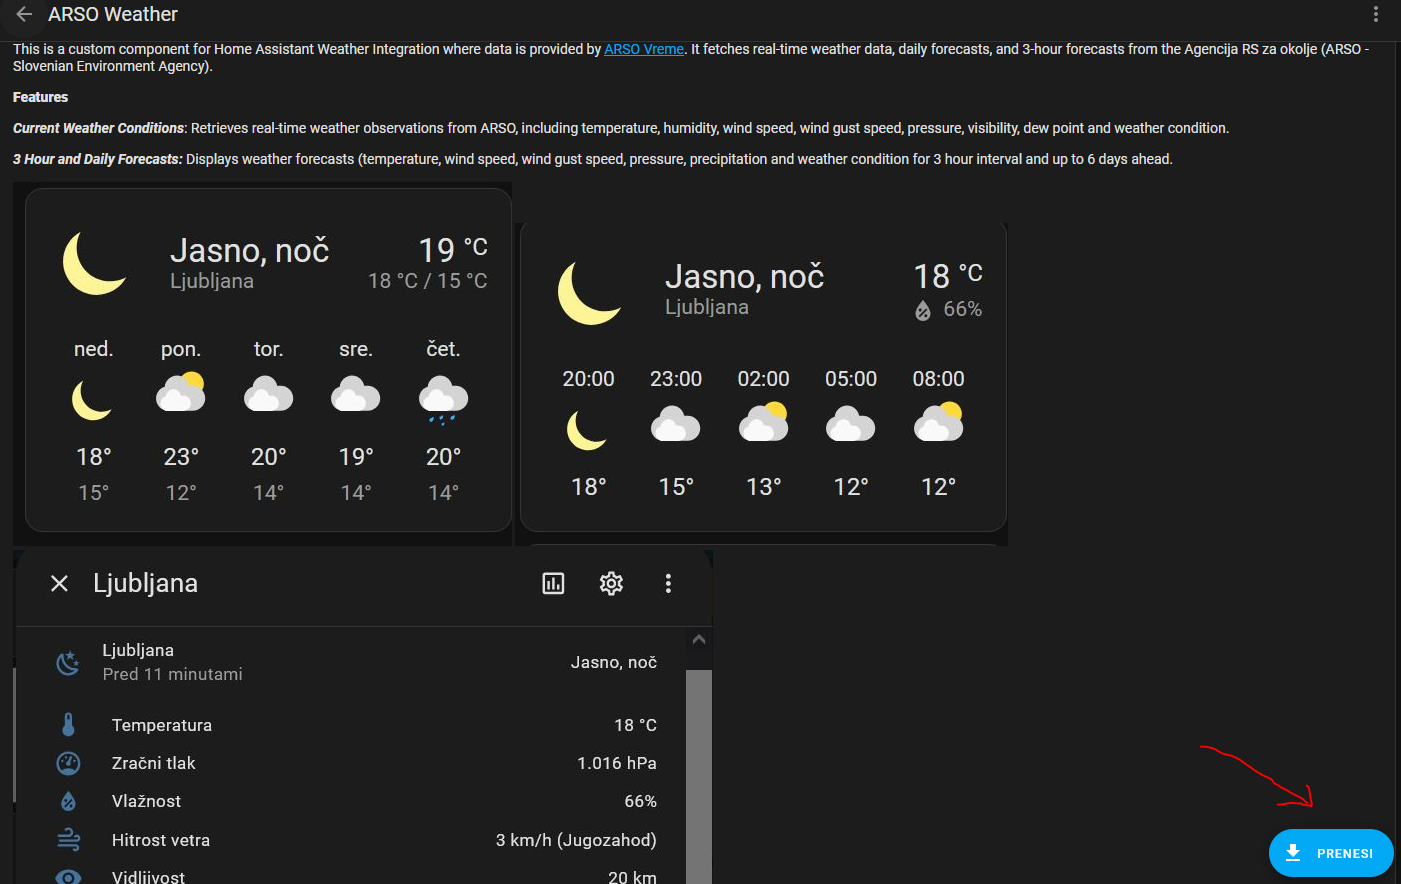 ARSO Weather
This is a custom component for Home Assistant Weather Integration where data is provided by ARSO Vreme. It fetches real-time weather data, daily forecasts, and 3-hour forecasts from the Agencija RS za okolje (ARSO -
Slovenian Environment Agency).
Features
Current Weather Conditions: Retrieves real-time weather observations from ARSO, including temperature, humidity, wind speed, wind gust speed, pressure, visibility, dew point and weather condition.
3 Hour and Daily Forecasts: Displays weather forecasts (temperature, wind speed, wind gust speed, pressure, precipitation and weather condition for 3 hour interval and up to 6 days ahead.
Jasno, noč 19 °C
Ljubljana 18 °C / 15 °C
ned. pon. tor. sre. čet.
18° 23° 20° 19° 20°
15° 12° 14° 14° 14°
Jasno, noč 18 °C
Ljubljana 66%
20:00 23:00 02:00 05:00 08:00
18° 15° 13° 12° 12°
Ljubljana
Ljubljana
Pred 11 minutami
Jasno, noč
Temperatura 18 °C
Zračni tlak 1.016 hPa
Vlažnost 66%
Hitrost vetra 3 km/h (Jugozahod)
Vidljivost 20 km
PRENESI